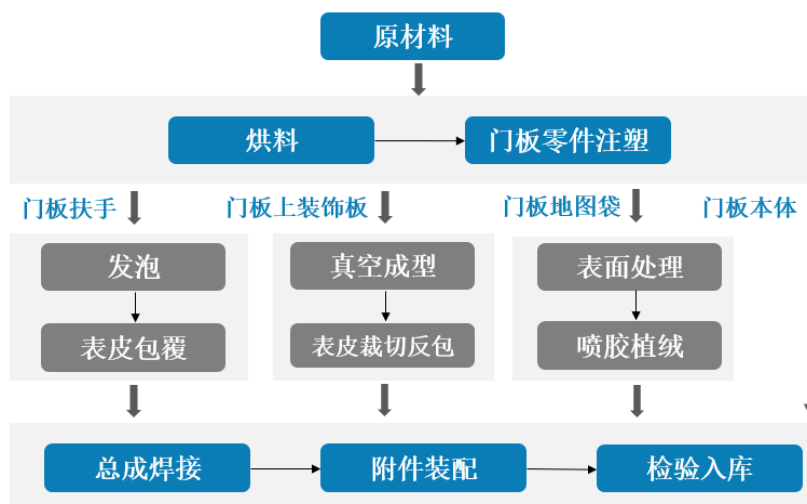 原材料
烘料
门板零件注塑
门板扶手
门板上装饰板
门板地图袋
门板本体
发泡
真空成型
表面处理
表皮包覆
表皮裁切反包
喷胶植绒
总成焊接
附件装配
检验入库